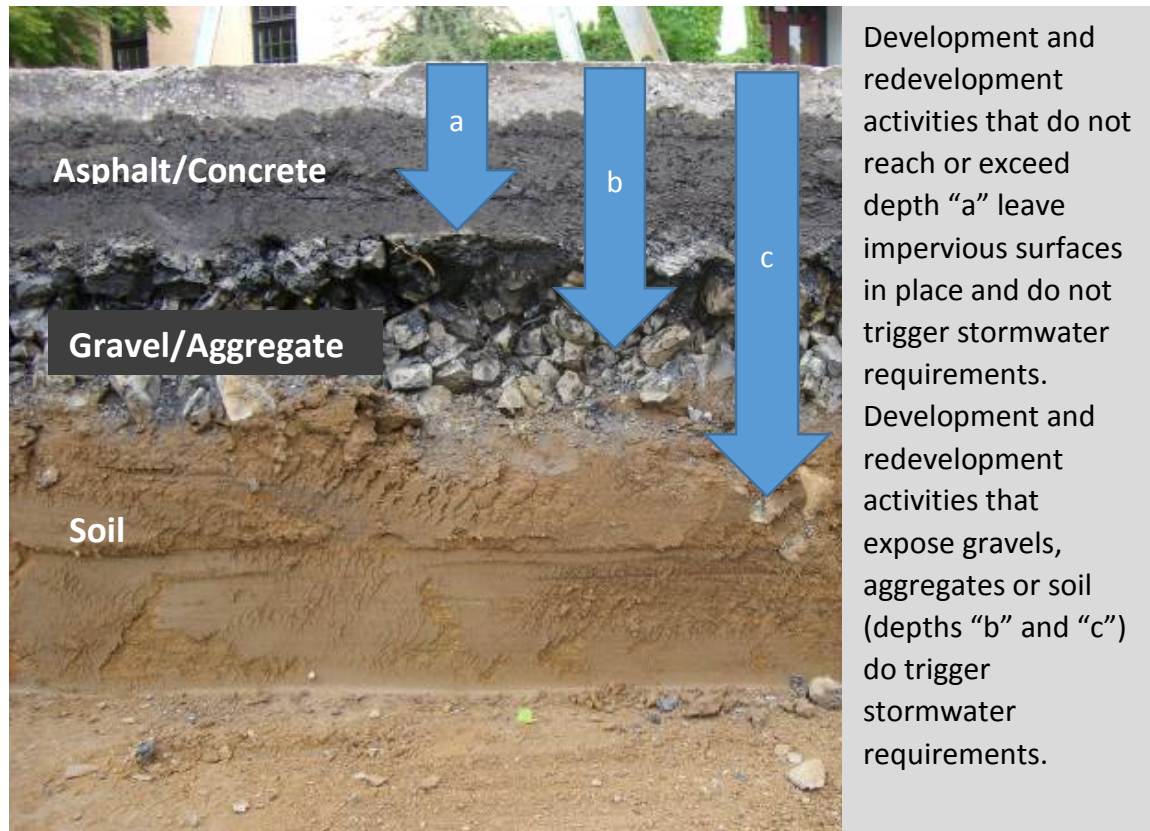 a
Asphalt/Concrete
b
c
Gravel/Aggregate
Soil
Development and
redevelopment
activities that do not
reach or exceed
depth “a” leave
impervious surfaces
in place and do not
trigger stormwater
requirements.
Development and
redevelopment
activities that
expose gravels,
aggregates or soil
(depths “b” and “c”)
do trigger
stormwater
requirements.